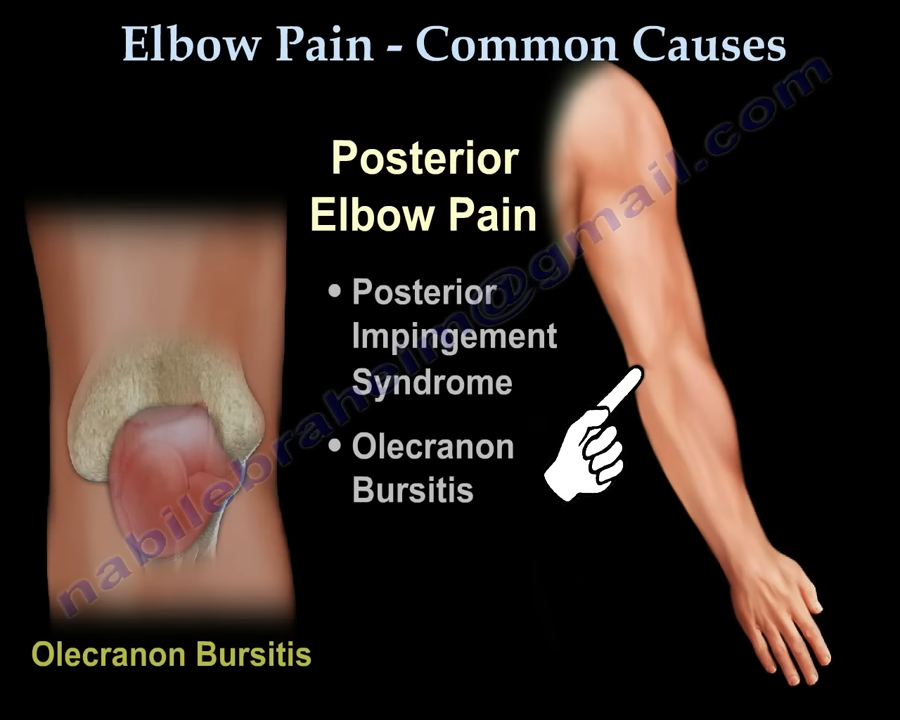 Elbow Pain - Common Causes
Posterior
Elbow Pain
• Posterior
Impingement
Syndrome
• Olecranon
Bursitis
Olecranon Bursitis
nabilebraheim@gmail.com